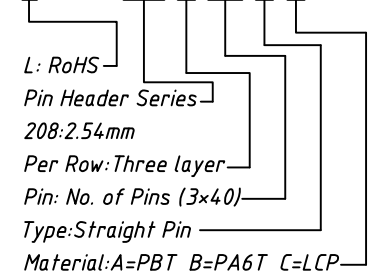 L: RoHS
Pin Header Series
208:2.54mm
Per Row:Three layer
Pin: No. of Pins (3×40)
Type:Straight Pin
Material:A=PBT B=PA6T C=LCP